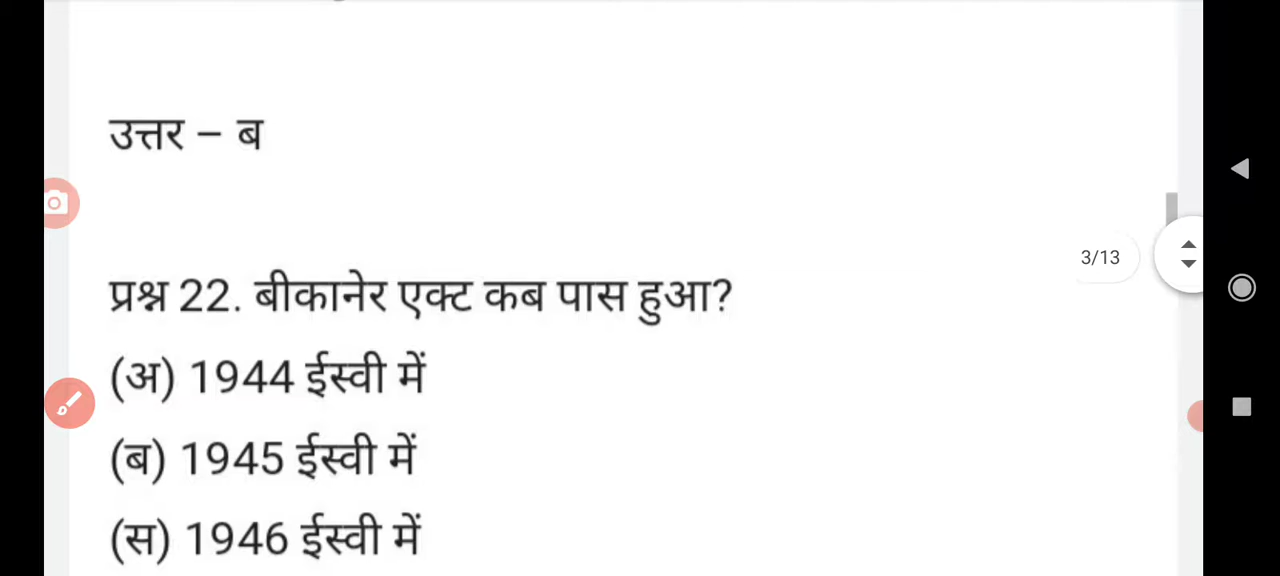 उत्तर – ब
3/13
प्रश्न 22. बीकानेर एक्ट कब पास हुआ?
(अ) 1944 ईस्वी में
(ब) 1945 ईस्वी में
(स) 1946 ईस्वी में